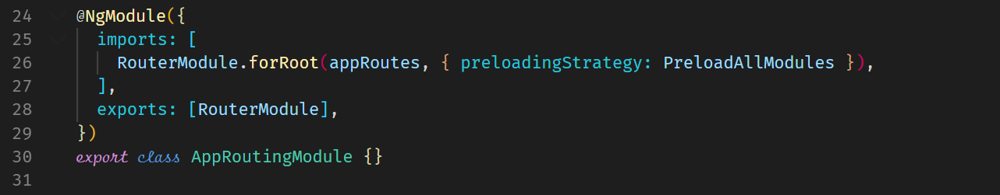 24 @NgModule({
25 imports: [
26 RouterModule.forRoot(appRoutes, { preloadingStrategy: PreloadAllModules }),
27 ],
28 exports: [RouterModule],
29 })
30 export class AppRoutingModule {}
31